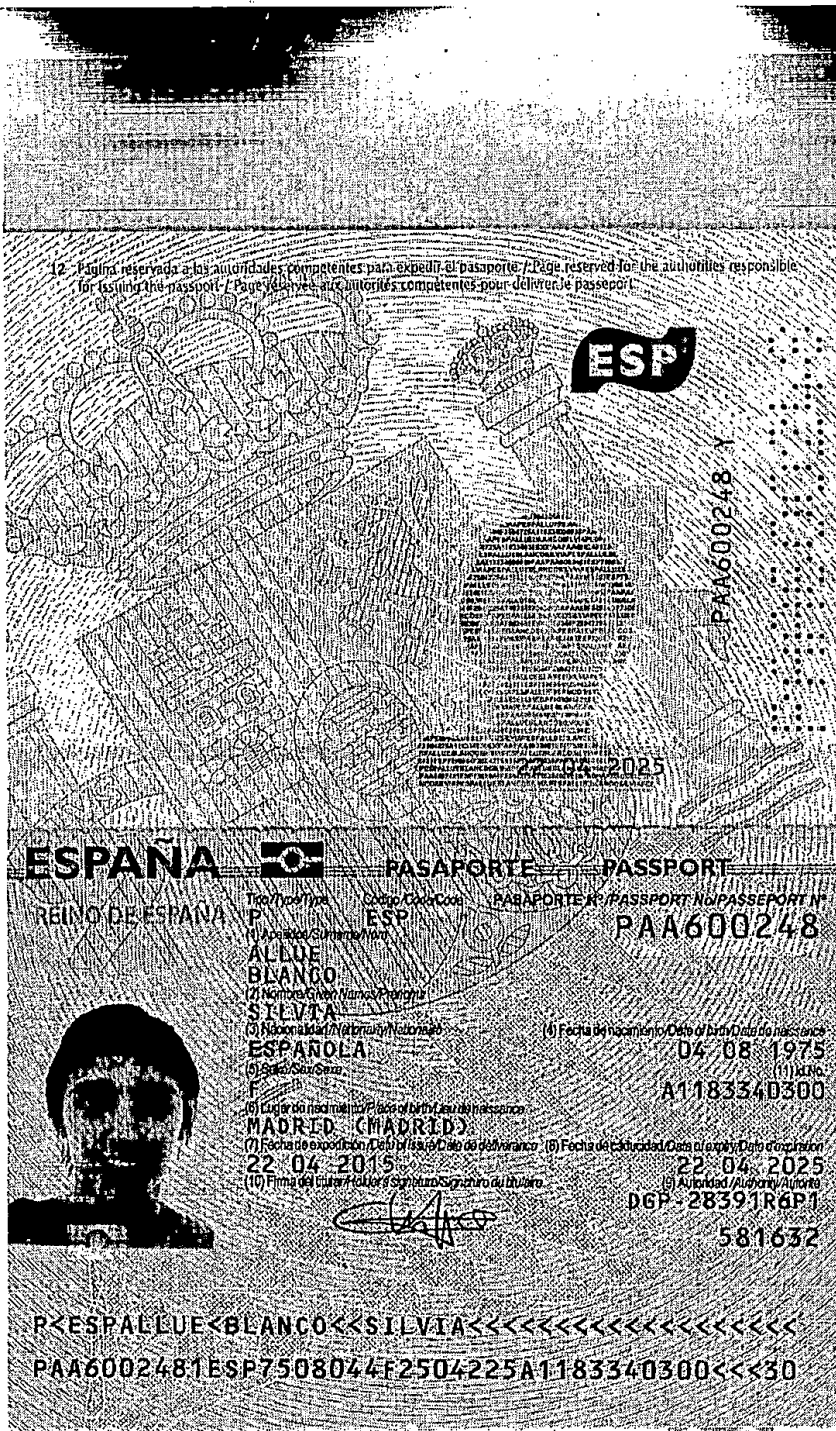 12 Página reservada a las autoridades competentes para expedir el pasaporte / Page reserved for the authorities responsible
for issuing the passport / Page réservée aux autorités compétentes pour délivrer le passeport
ESP
PAA600248 Y
04 2025
ESPAÑA PASAPORTE PASSPORT
REINO DE ESPAÑA
Tipo/Type/Type Código/Code/Code PASAPORTE Nº/PASSPORT No/PASSEPORT Nº
P ESP PAA600248
(1) Apellidos/Surname/Nom
ALLUE
BLANCO
(2) Nombre/Given Names/Prénoms
SILVIA
(3) Nacionalidad/Nationality/Nationalité (4) Fecha de nacimiento/Date of birth/Date de naissance
ESPAÑOLA 04 08 1975
(5) Sexo/Sex/Sexe (11) Id.No.
F A1183340300
(6) Lugar de nacimiento/Place of birth/Lieu de naissance
MADRID (MADRID)
(7) Fecha de expedición/Date of issue/Date de délivrance (8) Fecha de caducidad/Date of expiry/Date d'expiration
22 04 2015 22 04 2025
(10) Firma del titular/Holder's signature/Signature du titulaire (9) Autoridad/Authority/Autorité
DGP-28391R6P1
581632
P<ESPALLUE<BLANCO<<SILVIA<<<<<<<<<<<<<<<<<<<
PAA6002481ESP7508044F2504225A1183340300<<<30